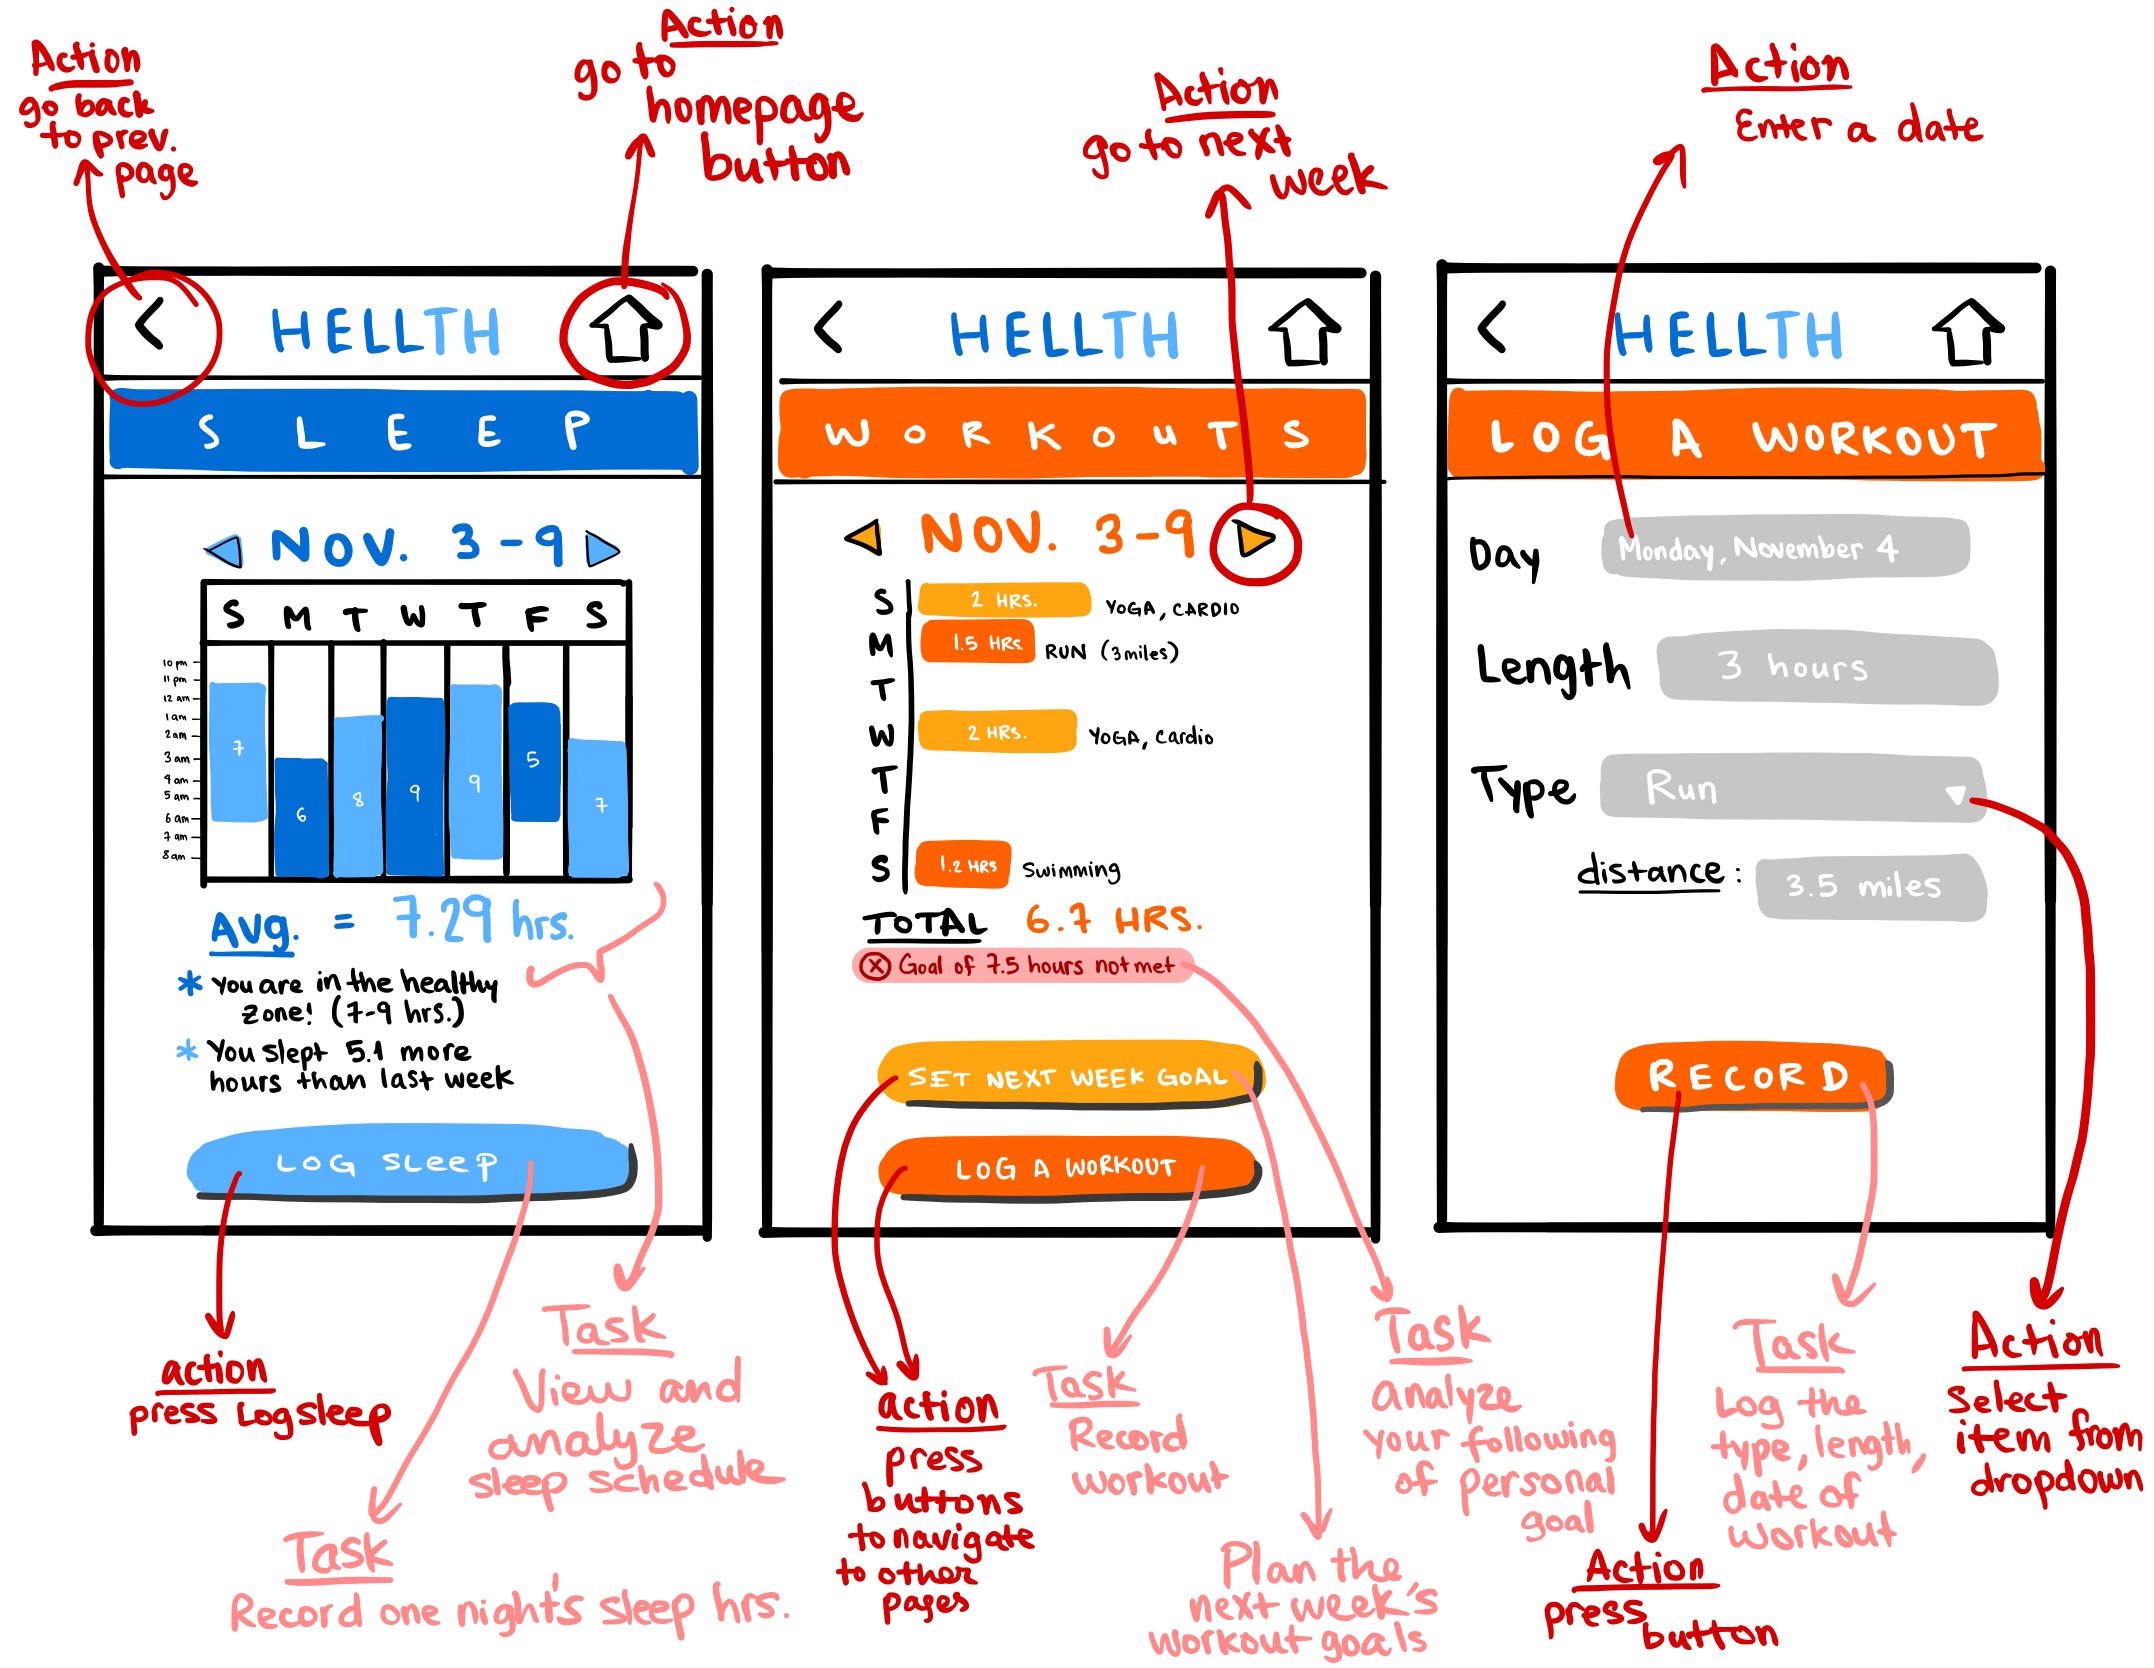 Action
go back
to prev.
page
Action
go to
homepage
button
Action
go to next
week
Action
Enter a date
HELLTH
S L E E P
NOV. 3-9
S M T W T F S
10 pm
11 pm
12 am
1 am
2 am
3 am
4 am
5 am
6 am
7 am
8 am
7
6
8
9
9
5
7
Avg. = 7.29 hrs.
* You are in the healthy
zone! (7-9 hrs.)
* You slept 5.1 more
hours than last week
LOG SLEEP
action
press Log sleep
Task
Record one night's sleep hrs.
Task
View and
analyze
sleep schedule
HELLTH
WORKOUTS
NOV. 3-9
S 2 HRS. YOGA, CARDIO
M 1.5 HRS. RUN (3 miles)
T
W 2 HRS. YOGA, Cardio
T
F
S 1.2 HRS Swimming
TOTAL 6.7 HRS.
Goal of 7.5 hours not met
SET NEXT WEEK GOAL
LOG A WORKOUT
action
press
buttons
to navigate
to other
pages
Task
Record
workout
Plan the
next week's
workout goals
Task
analyze
your following
of personal
goal
HELLTH
LOG A WORKOUT
Day Monday, November 4
Length 3 hours
Type Run
distance: 3.5 miles
RECORD
Action
press
button
Task
Log the
type, length,
date of
workout
Action
Select
item from
dropdown